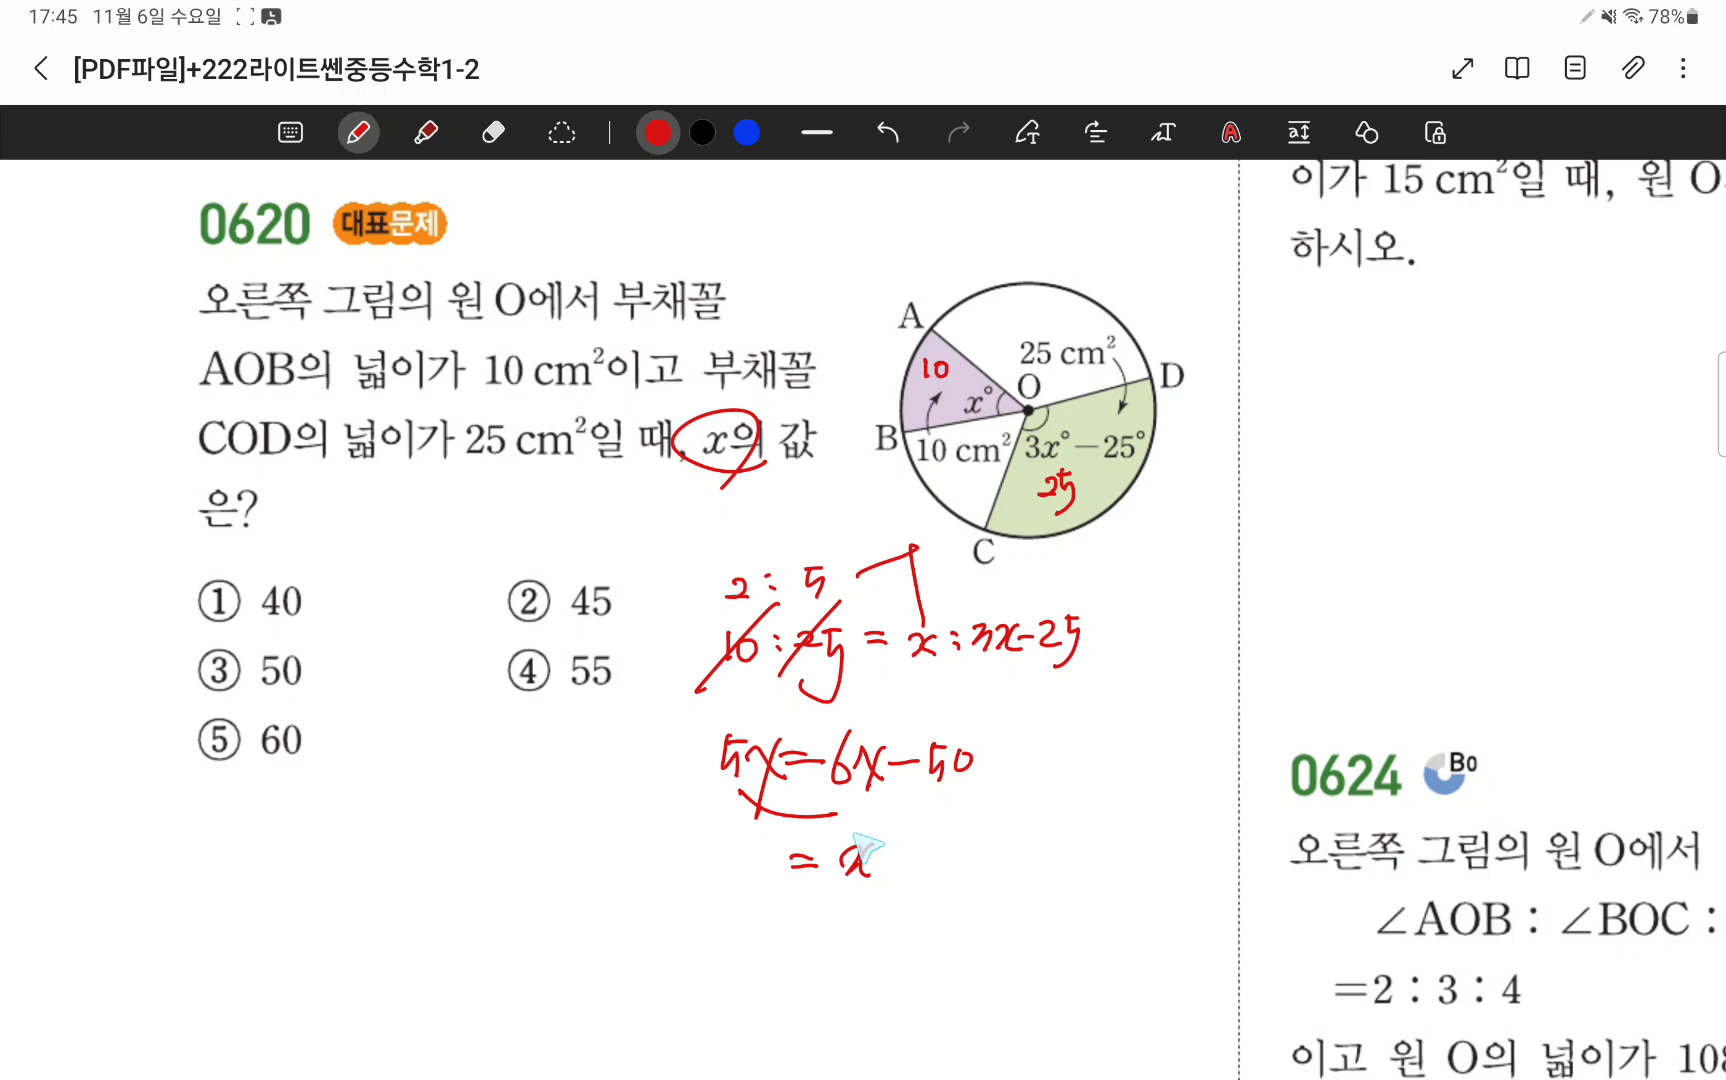 17:45 11월 6일 수요일
78%
[PDF파일]+222라이트쎈중등수학1-2
0620 대표문제
오른쪽 그림의 원 O에서 부채꼴
AOB의 넓이가 10 cm²이고 부채꼴
COD의 넓이가 25 cm²일 때, x의 값
은?
① 40 ② 45
③ 50 ④ 55
⑤ 60
A
10
25 cm²
O
D
x°
B
10 cm²
3x°−25°
25
C
2 : 5
10 : 25 = x : 3x-25
5x=6x-50
= x
이가 15 cm²일 때, 원 O
하시오.
0624 B0
오른쪽 그림의 원 O에서
∠AOB : ∠BOC :
=2 : 3 : 4
이고 원 O의 넓이가 108